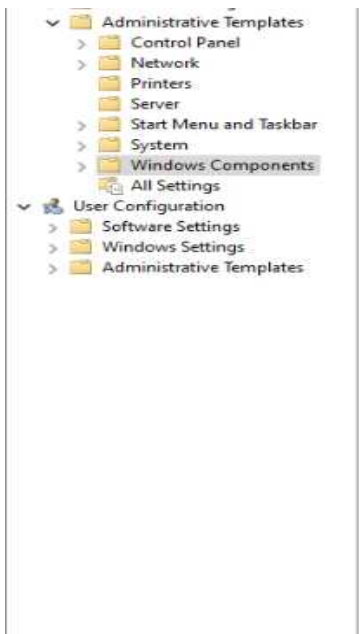 Administrative Templates
Control Panel
Network
Printers
Server
Start Menu and Taskbar
System
Windows Components
All Settings
User Configuration
Software Settings
Windows Settings
Administrative Templates